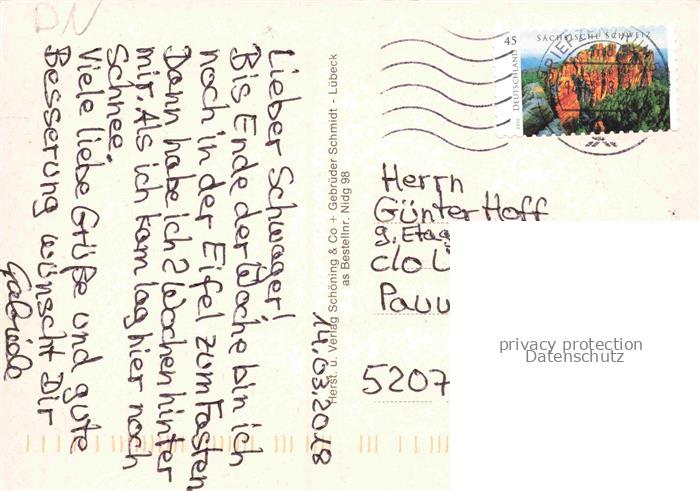 DN
Lieber Schwager!
Bis Ende der Woche bin ich
noch in der Eifel zum Fasten
Dann habe ich 2 Wochen hinter
mir. Als ich kam lag hier noch
Schnee.
Viele liebe Grüße und gute
Besserung wünscht Dir
Gabriele
14.03.2018
Herst. u. Verlag Schöning & Co + Gebrüder Schmidt - Lübeck
as Bestellnr. Nidg 98
45 SÄCHSISCHE SCHWEIZ
DEUTSCHLAND
BRIEF
Herrn
Günter Hoff
g. Etag
c/o
5207
privacy protection
Datenschutz